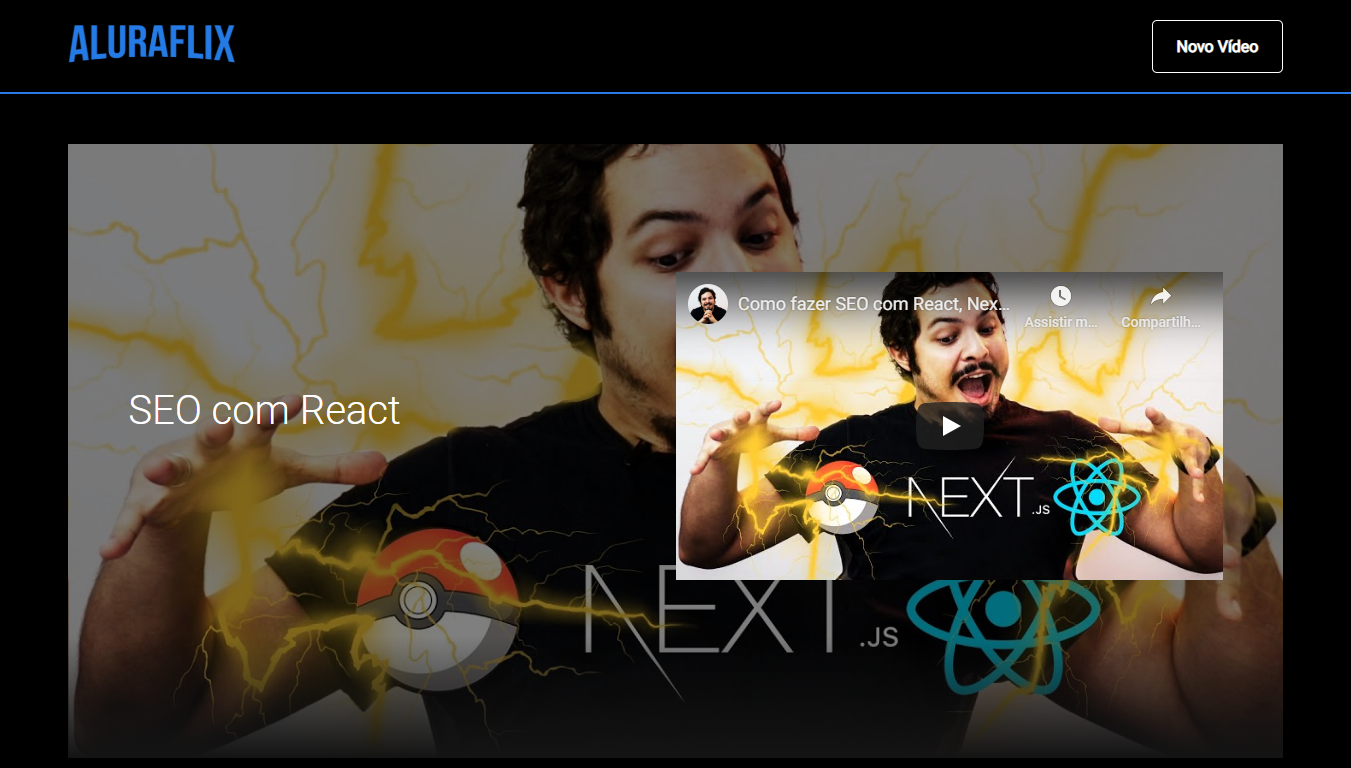 ALURAFLIX
Novo Vídeo
SEO com React
Como fazer SEO com React, Nex...
Assistir m...
Compartilh...
NEXT.JS
NEXT.JS